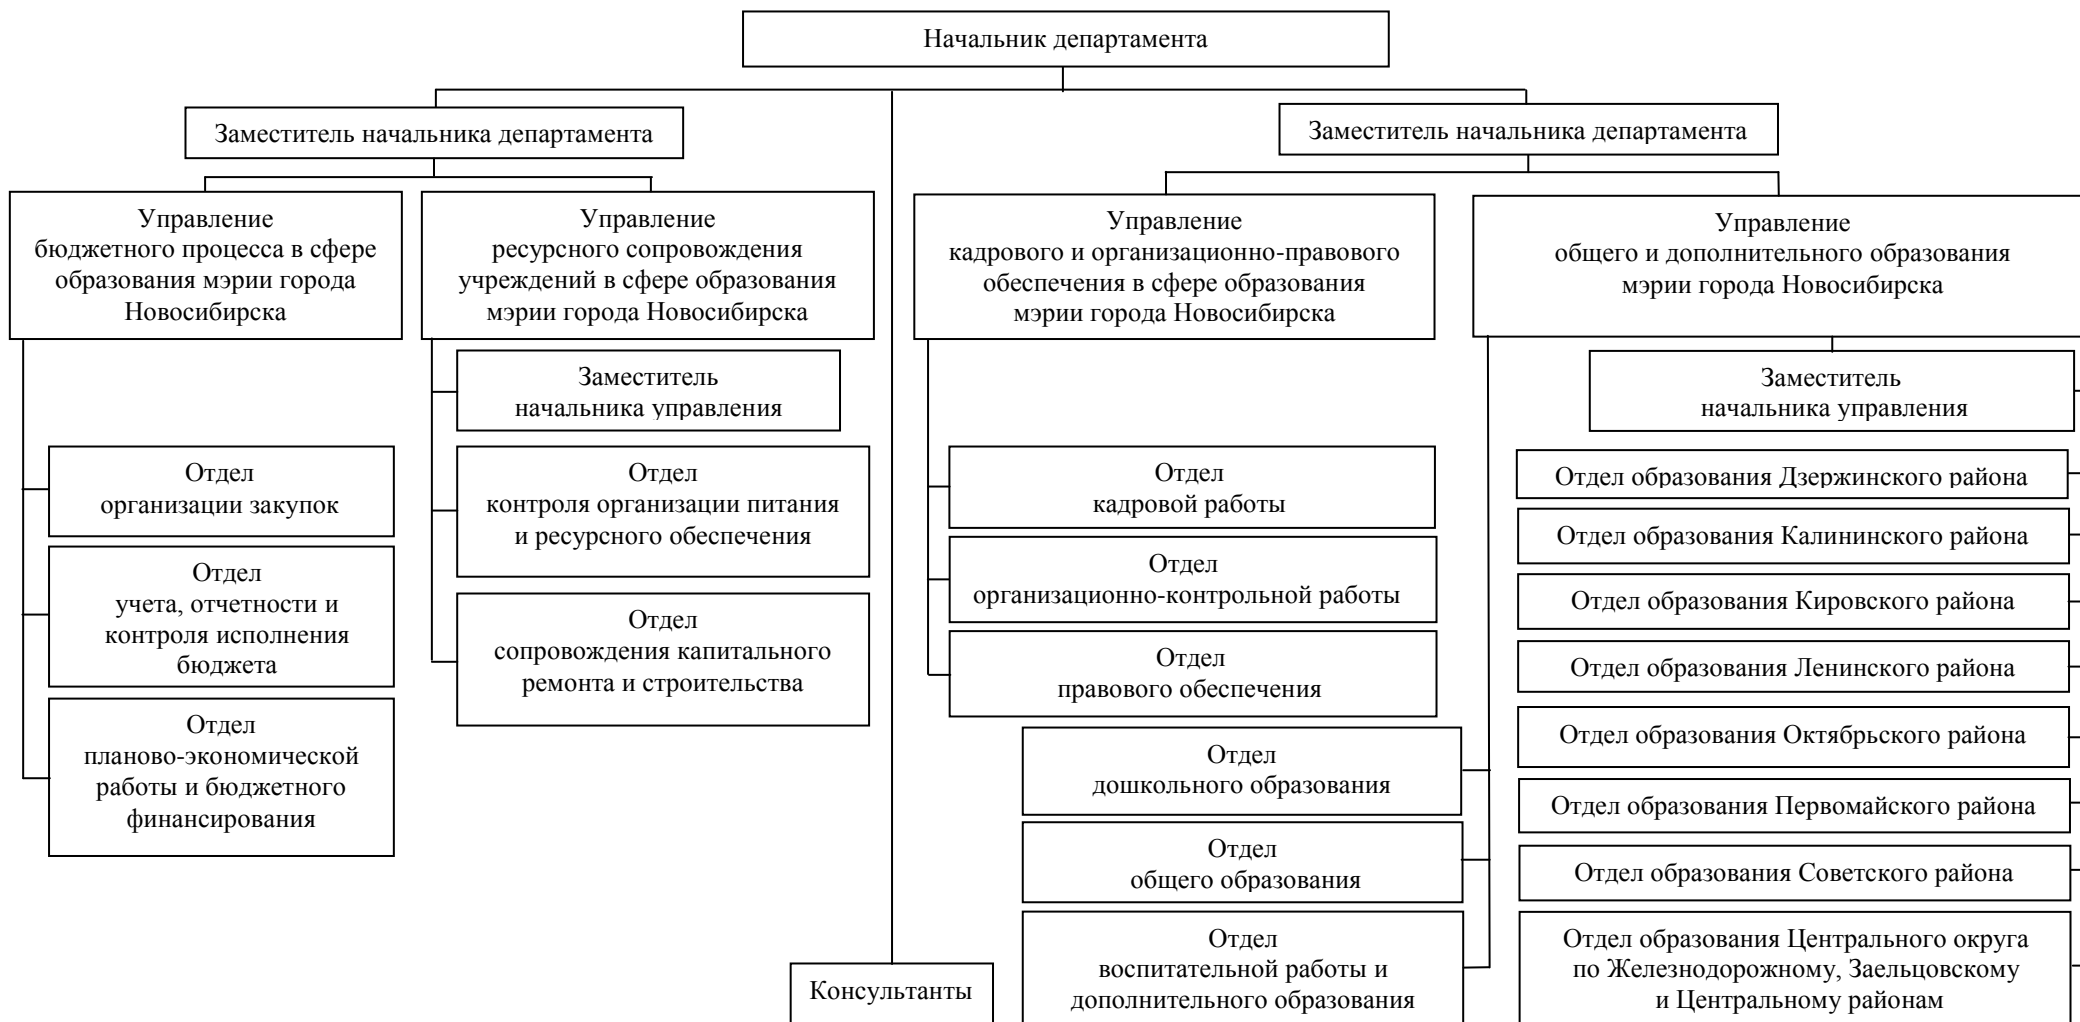 Начальник департамента
Заместитель начальника департамента
Заместитель начальника департамента
Управление
бюджетного процесса в сфере
образования мэрии города
Новосибирска
Управление
ресурсного сопровождения
учреждений в сфере образования
мэрии города Новосибирска
Управление
кадрового и организационно-правового
обеспечения в сфере образования
мэрии города Новосибирска
Управление
общего и дополнительного образования
мэрии города Новосибирска
Отдел
организации закупок
Отдел
учета, отчетности и
контроля исполнения
бюджета
Отдел
планово-экономической
работы и бюджетного
финансирования
Заместитель
начальника управления
Отдел
контроля организации питания
и ресурсного обеспечения
Отдел
сопровождения капитального
ремонта и строительства
Консультанты
Отдел
кадровой работы
Отдел
организационно-контрольной работы
Отдел
правового обеспечения
Отдел
дошкольного образования
Отдел
общего образования
Отдел
воспитательной работы и
дополнительного образования
Заместитель
начальника управления
Отдел образования Дзержинского района
Отдел образования Калининского района
Отдел образования Кировского района
Отдел образования Ленинского района
Отдел образования Октябрьского района
Отдел образования Первомайского района
Отдел образования Советского района
Отдел образования Центрального округа
по Железнодорожному, Заельцовскому
и Центральному районам